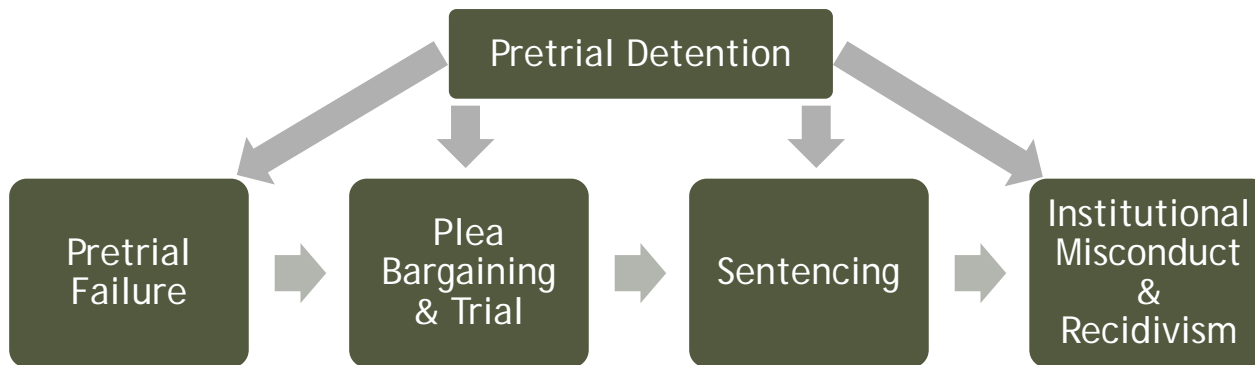 Pretrial Detention
Pretrial
Failure
Plea
Bargaining
& Trial
Sentencing
Institutional
Misconduct
&
Recidivism